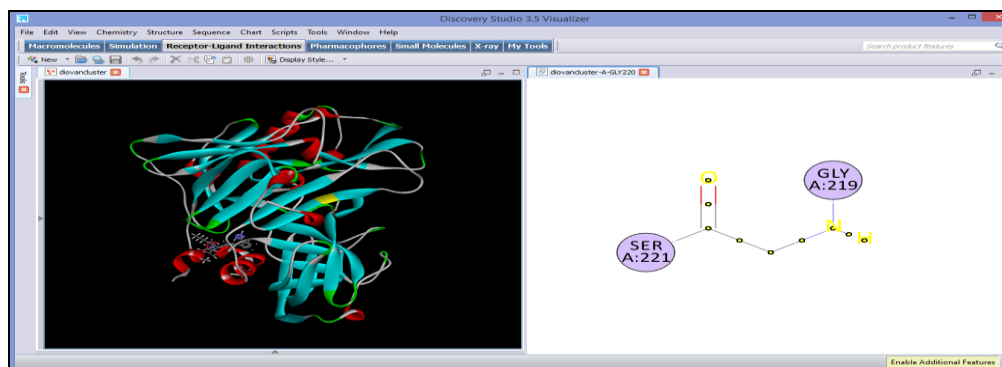 Discovery Studio 3.5 Visualizer
File Edit View Chemistry Structure Sequence Chart Scripts Tools Window Help
Macromolecules Simulation Receptor-Ligand Interactions Pharmacophores Small Molecules X-ray My Tools
Search product features
New Display Style...
Tools
diovancluster
diovancluster-A-GLY220
O
GLY
A:219
N
H
SER
A:221
Enable Additional Features